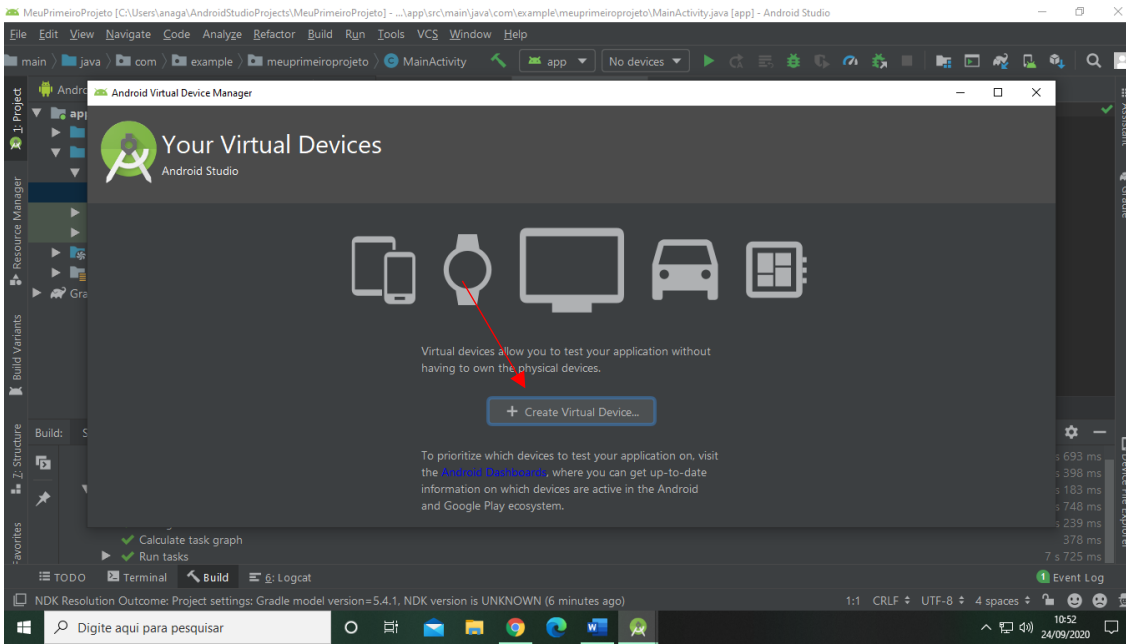 MeuPrimeiroProjeto [C:\Users\anaga\AndroidStudioProjects\MeuPrimeiroProjeto] - ...\app\src\main\java\com\example\meuprimeiroprojeto\MainActivity.java [app] - Android Studio
File Edit View Navigate Code Analyze Refactor Build Run Tools VCS Window Help
main java com example meuprimeiroprojeto MainActivity app No devices
1: Project
Resource Manager
Build Variants
Z: Structure
Andro
app
Gra
Android Virtual Device Manager
Your Virtual Devices
Android Studio
Virtual devices allow you to test your application without
having to own the physical devices.
+ Create Virtual Device...
To prioritize which devices to test your application on, visit
the Android Dashboards, where you can get up-to-date
information on which devices are active in the Android
and Google Play ecosystem.
Gradle
Device File Explorer
Build:
s 693 ms
s 398 ms
s 183 ms
s 748 ms
s 239 ms
Calculate task graph 378 ms
Run tasks 7 s 725 ms
TODO Terminal Build 6: Logcat 1 Event Log
NDK Resolution Outcome: Project settings: Gradle model version=5.4.1, NDK version is UNKNOWN (6 minutes ago) 1:1 CRLF UTF-8 4 spaces
Digite aqui para pesquisar
10:52
24/09/2020